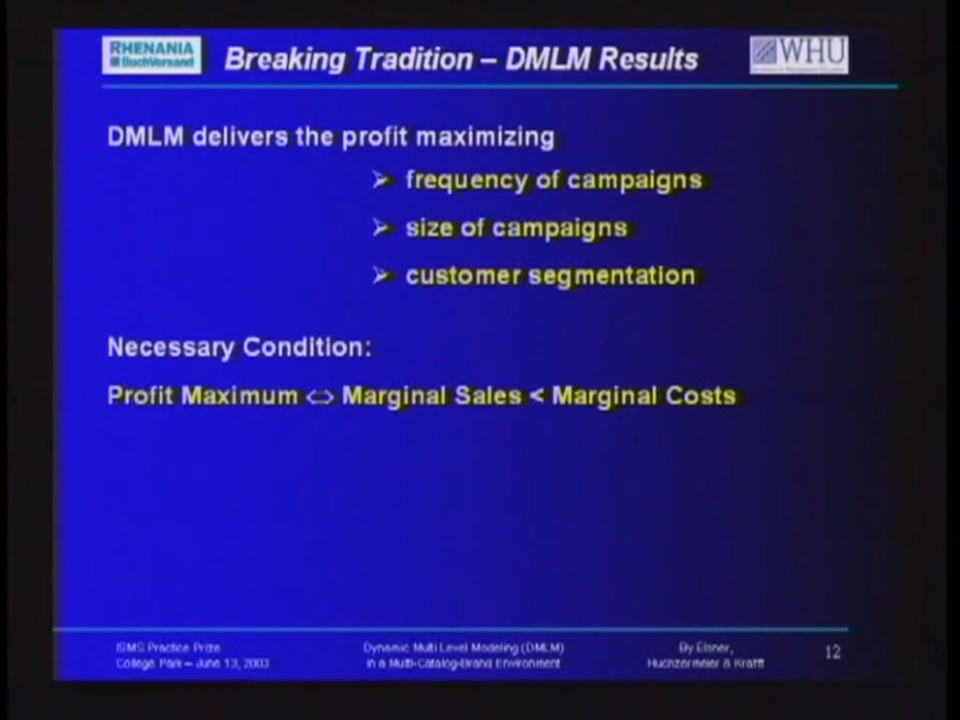 RHENANIA
BuchVersand
Breaking Tradition – DMLM Results
WHU
DMLM delivers the profit maximizing
➢ frequency of campaigns
➢ size of campaigns
➢ customer segmentation
Necessary Condition:
Profit Maximum ⇔ Marginal Sales < Marginal Costs
ISMS Practice Prize
College Park – June 13, 2003
Dynamic Multi Level Modeling (DMLM)
in a Multi-Catalog-Brand Environment
By Elsner,
Huchzermeier & Krafft
12